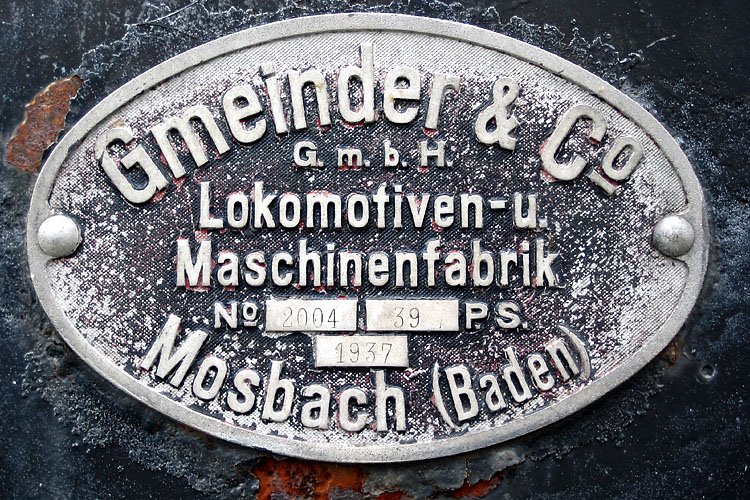 Gmeinder & Co
G.m.b.H.
Lokomotiven-u.
Maschinenfabrik
No 2004 39 PS.
1937
Mosbach (Baden)